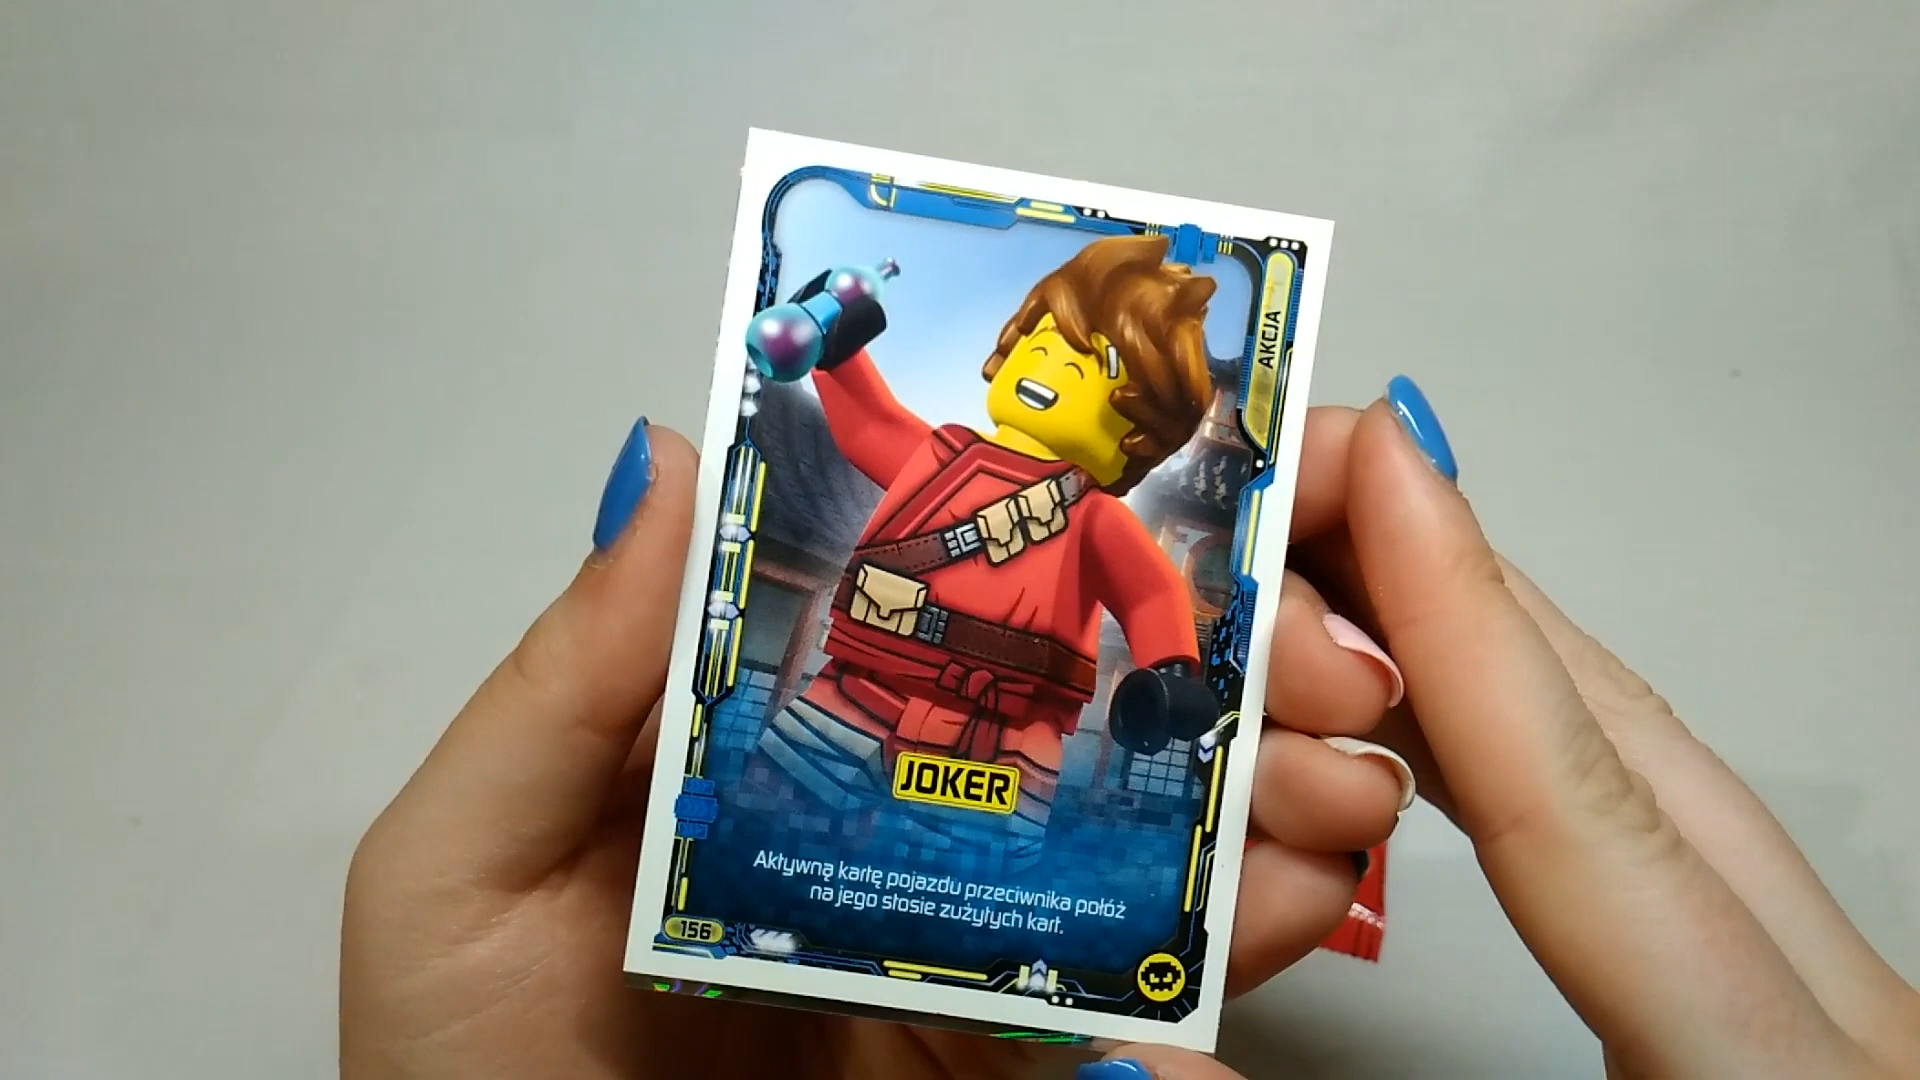 AKCJA
JOKER
Aktywną kartę pojazdu przeciwnika połóż
na jego stosie zużytych kart.
156